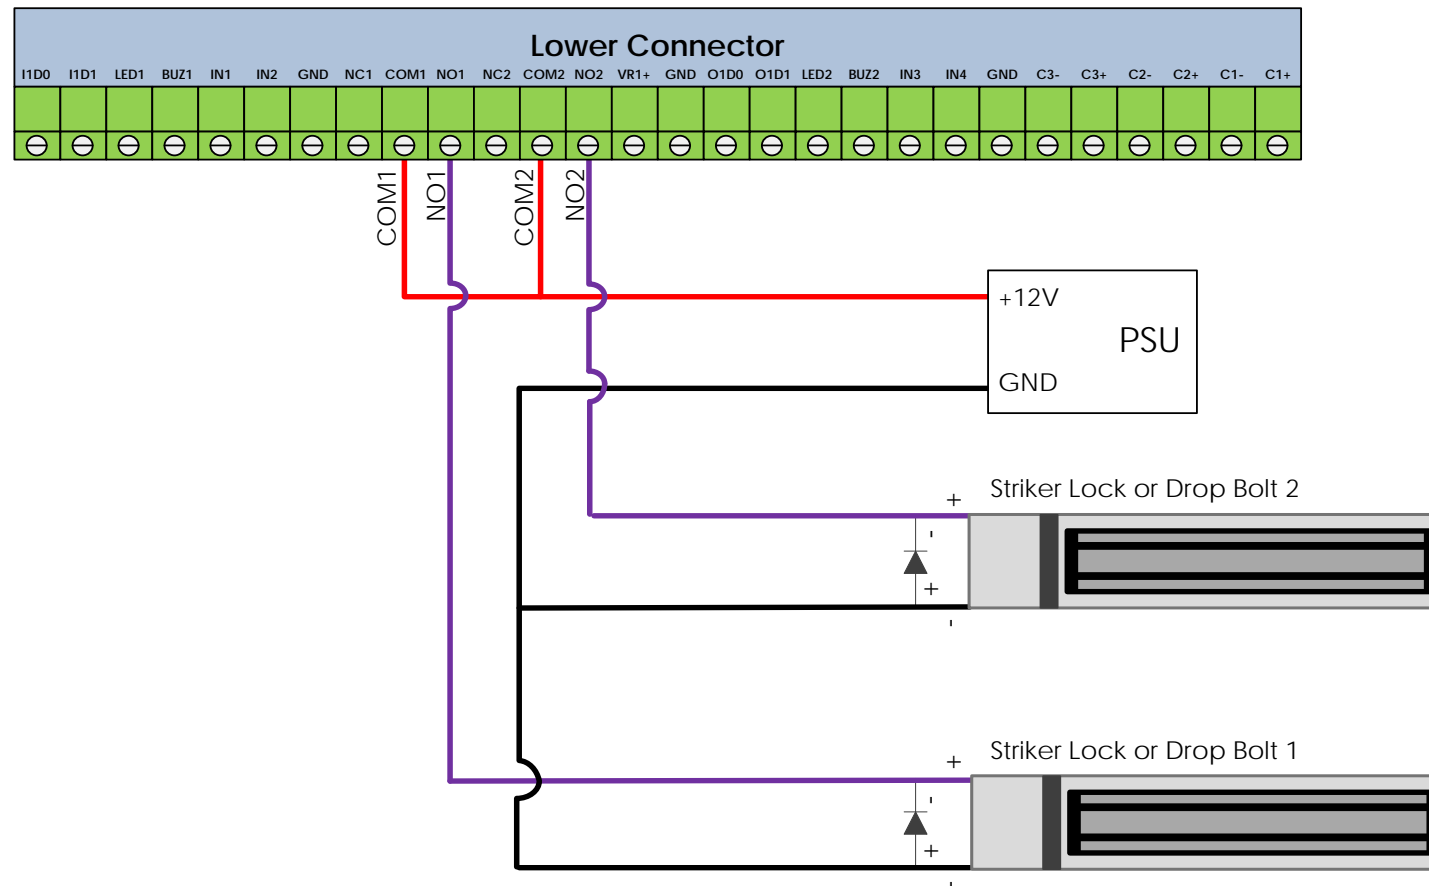 Lower Connector
I1D0 I1D1 LED1 BUZ1 IN1 IN2 GND NC1 COM1 NO1 NC2 COM2 NO2 VR1+ GND O1D0 O1D1 LED2 BUZ2 IN3 IN4 GND C3- C3+ C2- C2+ C1- C1+
COM1 NO1 COM2 NO2
+12V
PSU
GND
Striker Lock or Drop Bolt 2
+
-
+
-
Striker Lock or Drop Bolt 1
+
-
+
-